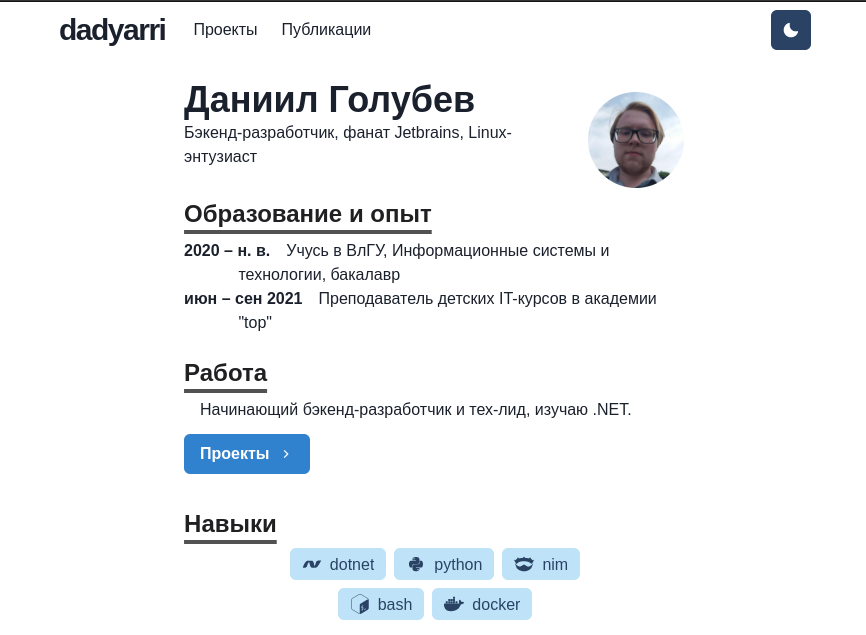 dadyarri Проекты Публикации
Даниил Голубев
Бэкенд-разработчик, фанат Jetbrains, Linux-
энтузиаст
Образование и опыт
2020 – н. в. Учусь в ВлГУ, Информационные системы и
технологии, бакалавр
июн – сен 2021 Преподаватель детских IT-курсов в академии
"top"
Работа
Начинающий бэкенд-разработчик и тех-лид, изучаю .NET.
Проекты
Навыки
dotnet python nim
bash docker